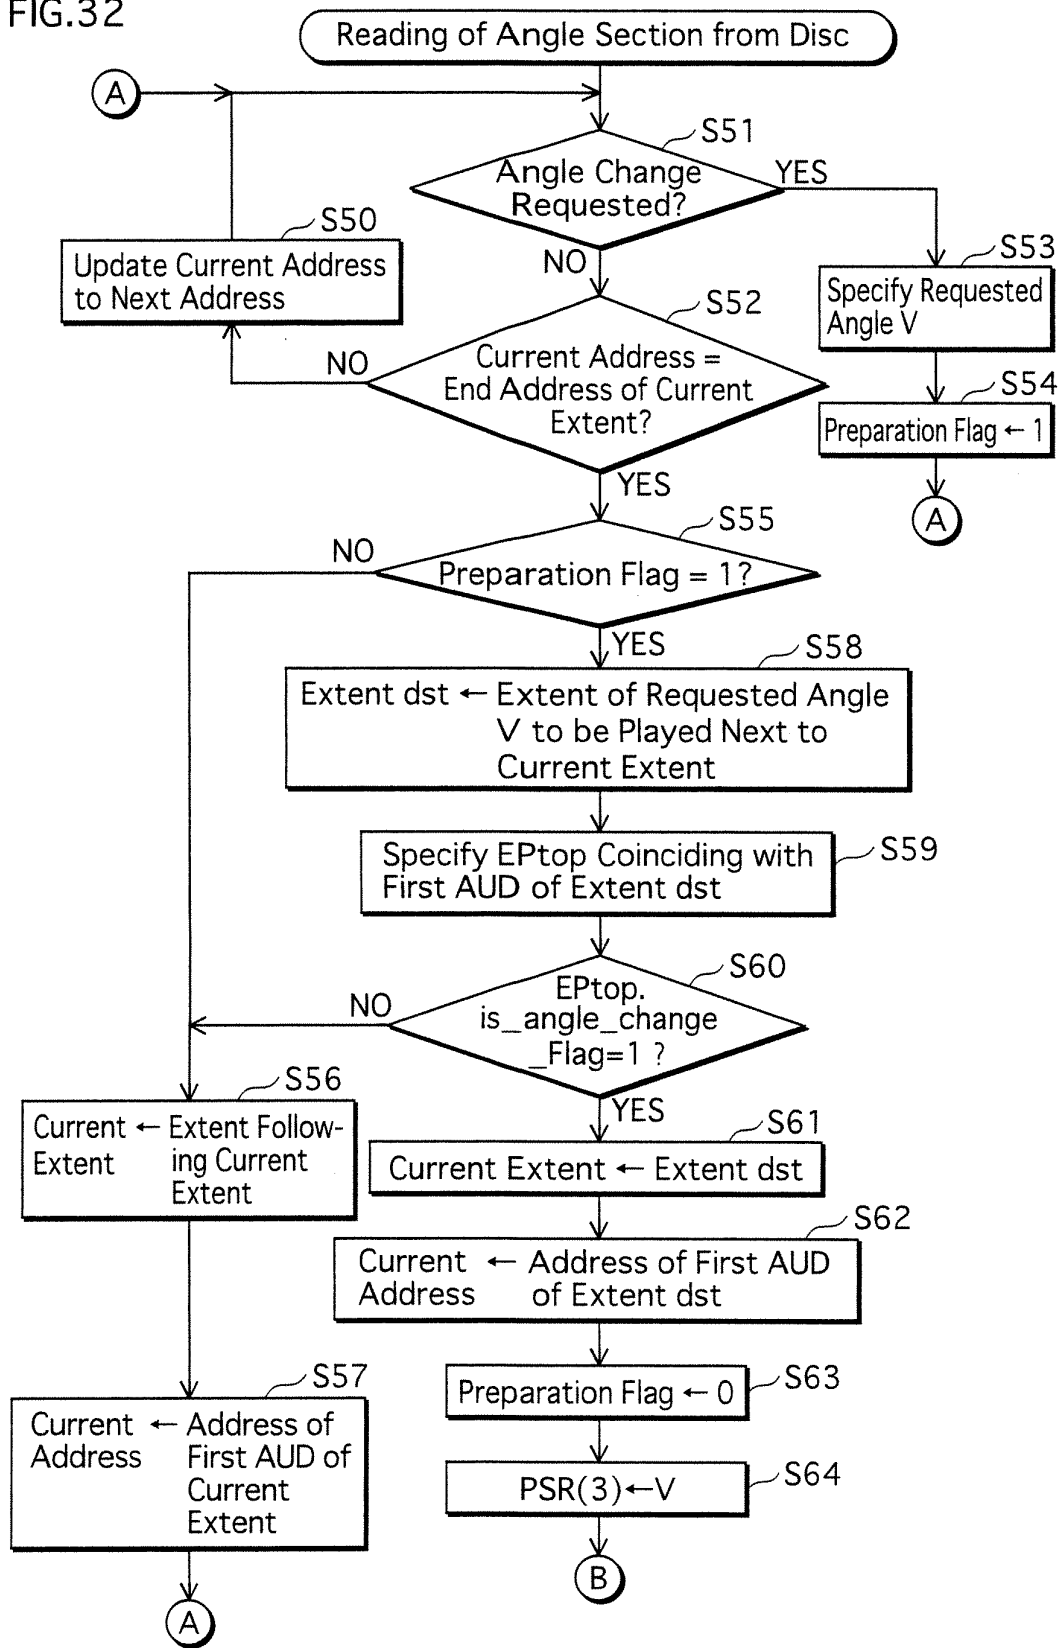 FIG.32
Reading of Angle Section from Disc
A
S51
Angle Change
Requested?
YES
NO
S50
Update Current Address
to Next Address
S53
Specify Requested
Angle V
S52
Current Address =
End Address of Current
Extent?
NO
YES
S54
Preparation Flag ← 1
A
S55
Preparation Flag = 1?
NO
YES
S58
Extent dst ← Extent of Requested Angle
V to be Played Next to
Current Extent
S59
Specify EPtop Coinciding with
First AUD of Extent dst
S60
EPtop.
is_angle_change
_Flag=1 ?
NO
YES
S56
Current ← Extent Follow-
Extent ing Current
Extent
S61
Current Extent ← Extent dst
S62
Current ← Address of First AUD
Address of Extent dst
S57
Current ← Address of
Address First AUD of
Current
Extent
S63
Preparation Flag ← 0
S64
PSR(3)←V
B
A